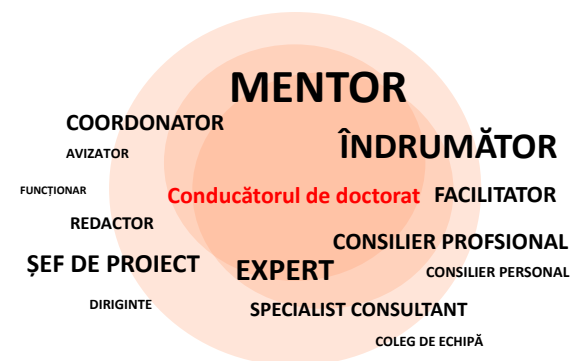 MENTOR
COORDONATOR
ÎNDRUMĂTOR
AVIZATOR
FUNCȚIONAR
Conducătorul de doctorat
FACILITATOR
REDACTOR
CONSILIER PROFSIONAL
ȘEF DE PROIECT
EXPERT
CONSILIER PERSONAL
DIRIGINTE
SPECIALIST CONSULTANT
COLEG DE ECHIPĂ